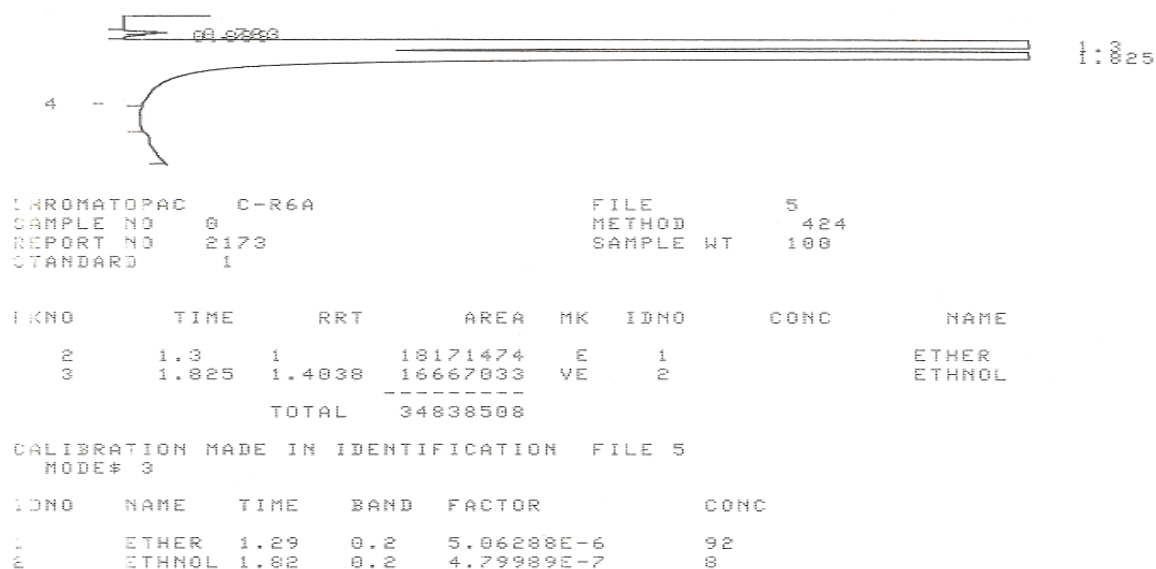 1.3
1.825
4 -
CHROMATOPAC C-R6A FILE 5
SAMPLE NO 0 METHOD 424
REPORT NO 2173 SAMPLE WT 100
STANDARD 1
PKNO TIME RRT AREA MK IDNO CONC NAME
2 1.3 1 18171474 E 1 ETHER
3 1.825 1.4038 16667033 VE 2 ETHNOL
---------
TOTAL 34838508
CALIBRATION MADE IN IDENTIFICATION FILE 5
MODE$ 3
IDNO NAME TIME BAND FACTOR CONC
1 ETHER 1.29 0.2 5.06288E-6 92
2 ETHNOL 1.82 0.2 4.79989E-7 8